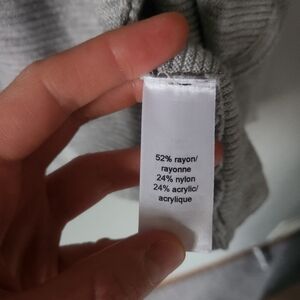 52% rayon/
rayonne
24% nylon
24% acrylic/
acrylique